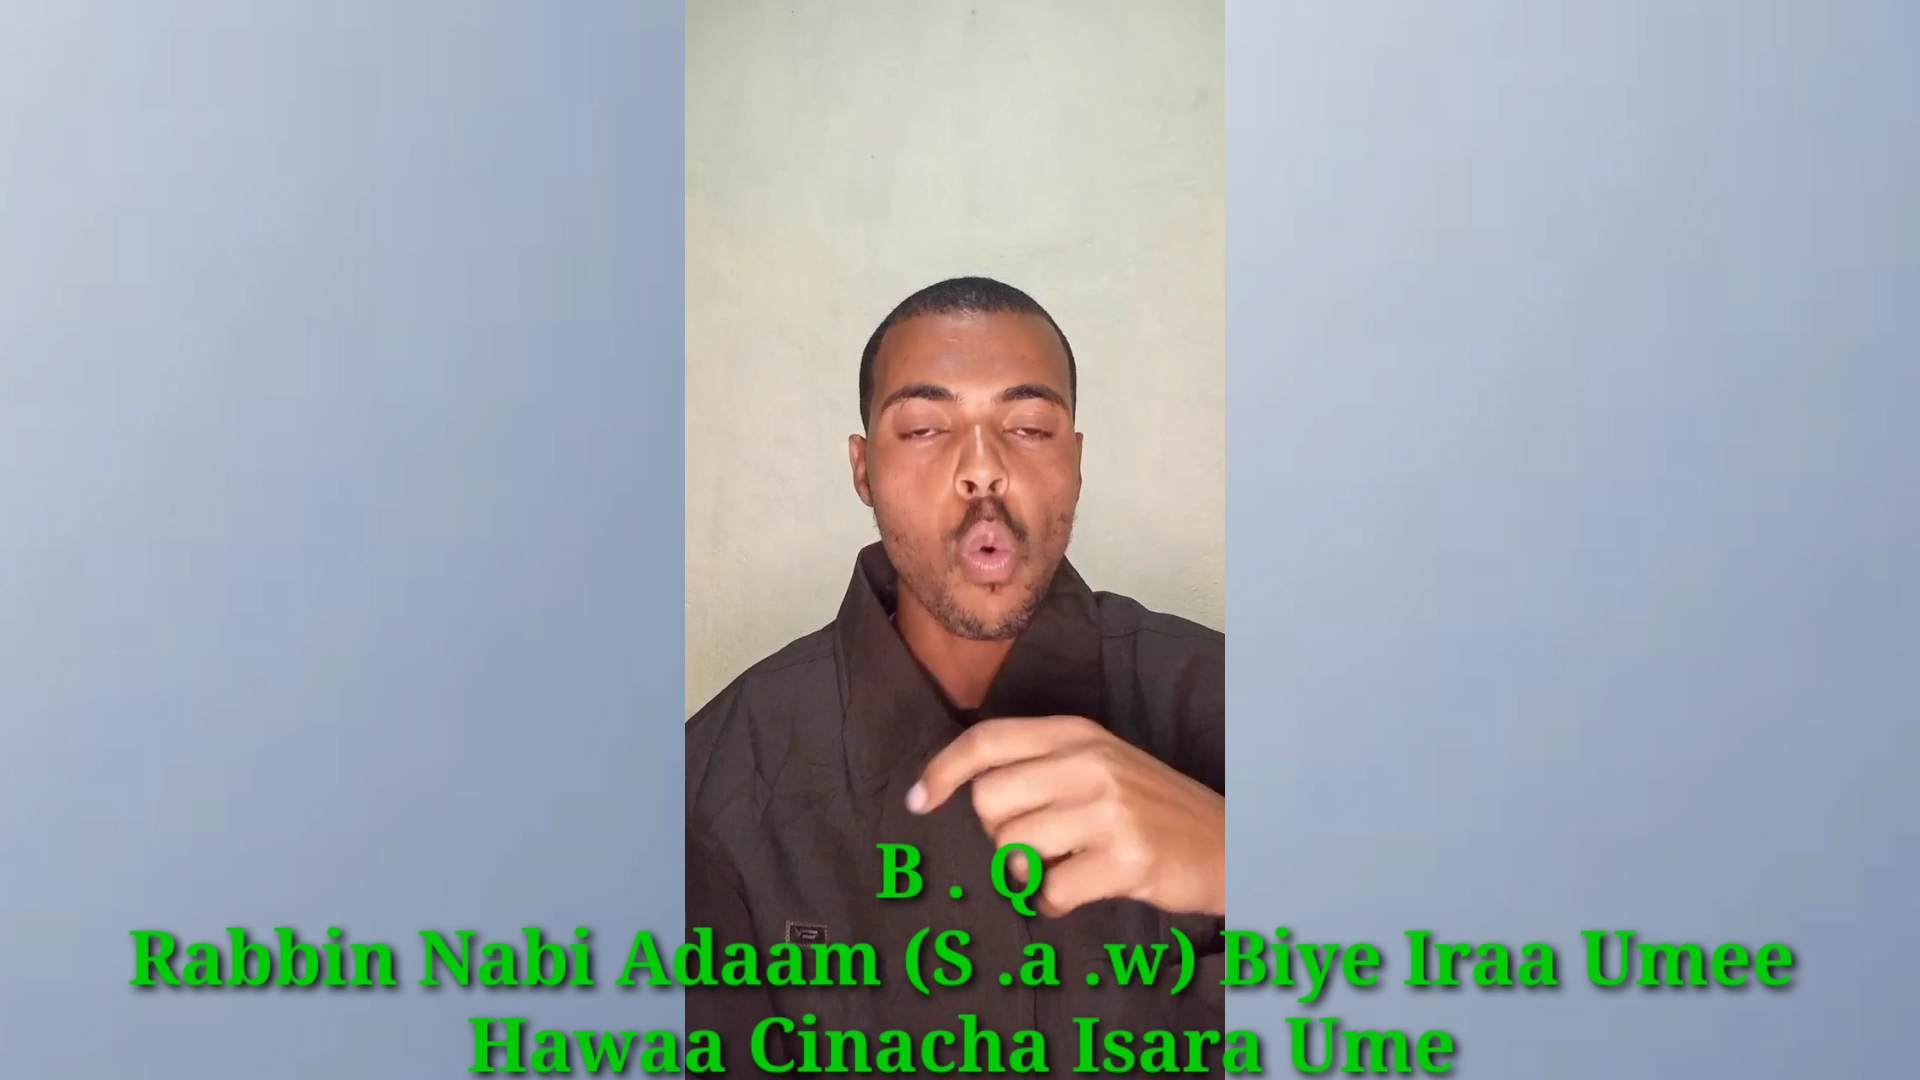 B . Q
Rabbin Nabi Adaam (S .a .w) Biye Iraa Umee
Hawaa Cinacha Isara Ume